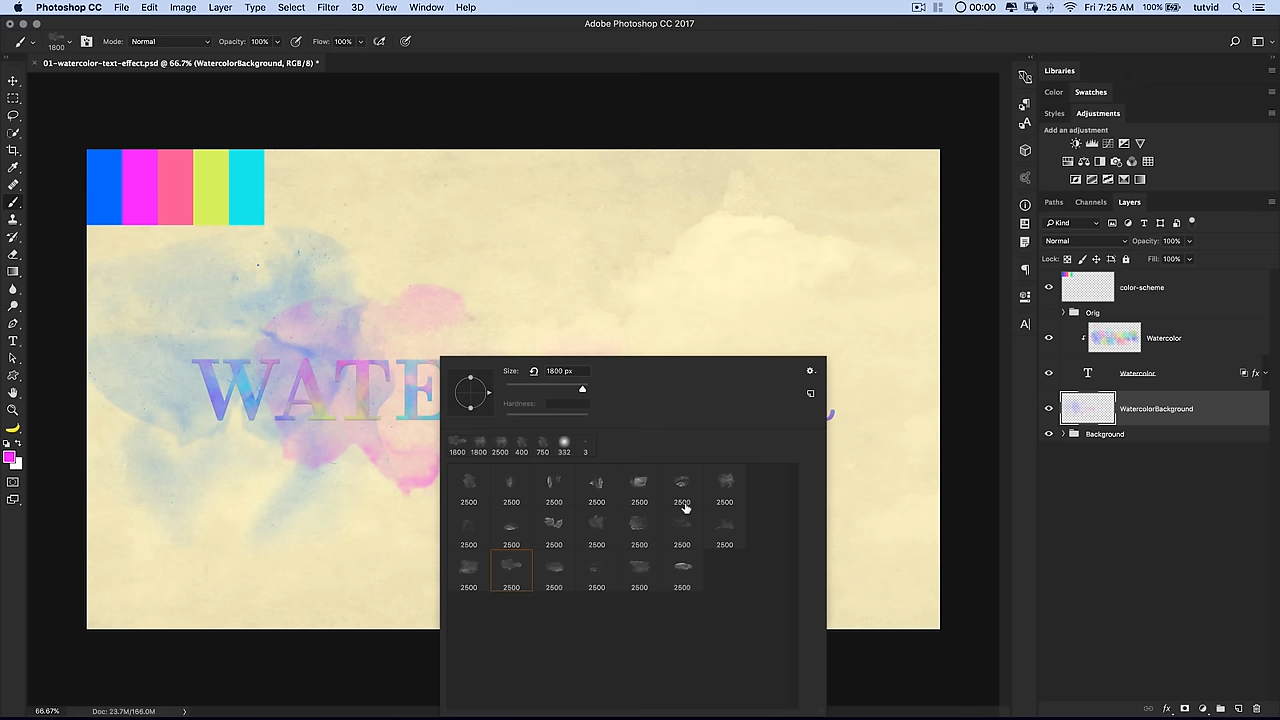 Photoshop CC File Edit Image Layer Type Select Filter 3D View Window Help 00:00 Fri 7:25 AM 100% tutvid
Adobe Photoshop CC 2017
1800 Mode: Normal Opacity: 100% Flow: 100%
01-watercolor-text-effect.psd @ 66.7% (WatercolorBackground, RGB/8) *
Libraries
Color Swatches
Styles Adjustments
Add an adjustment
Paths Channels Layers
Kind
Normal Opacity: 100%
Lock: Fill: 100%
color-scheme
Orig
Watercolor
Watercolor
WatercolorBackground
Background
WATE
Size: 1800 px
Hardness:
1800 1800 2500 400 750 332 3
2500 2500 2500 2500 2500 2500 2500
2500 2500 2500 2500 2500 2500 2500
2500 2500 2500 2500 2500 2500
66.67% Doc: 23.7M/166.0M